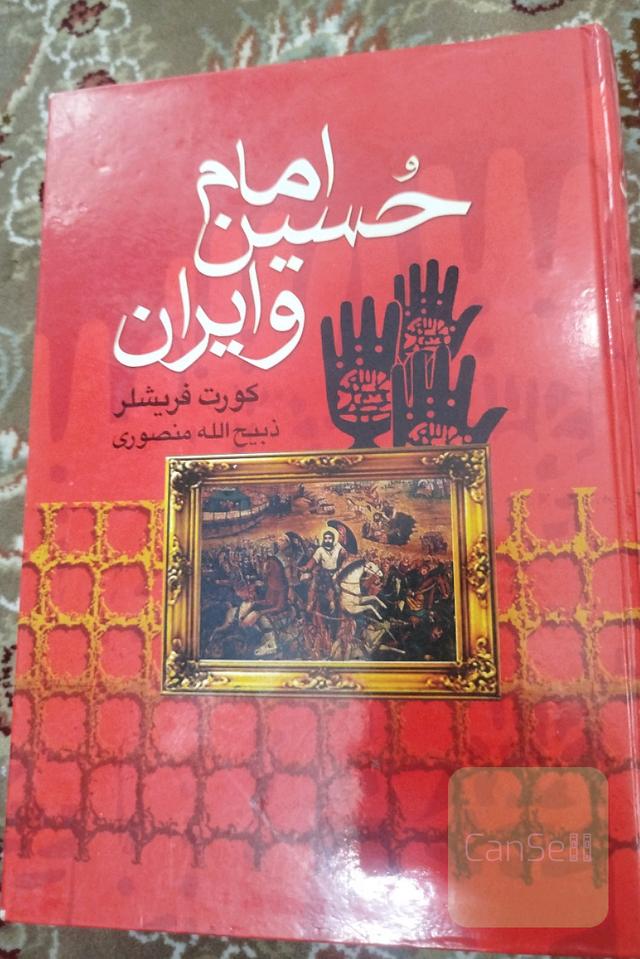 امام
حُسین
و ایران
کورت فریشلر
ذبیح الله منصوری
CanSell